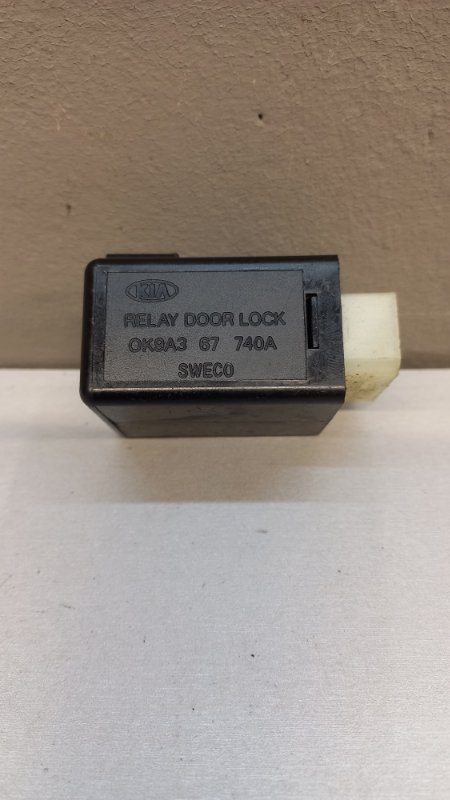 KIA
RELAY DOOR LOCK
OK9A3 67 740A
SWECO